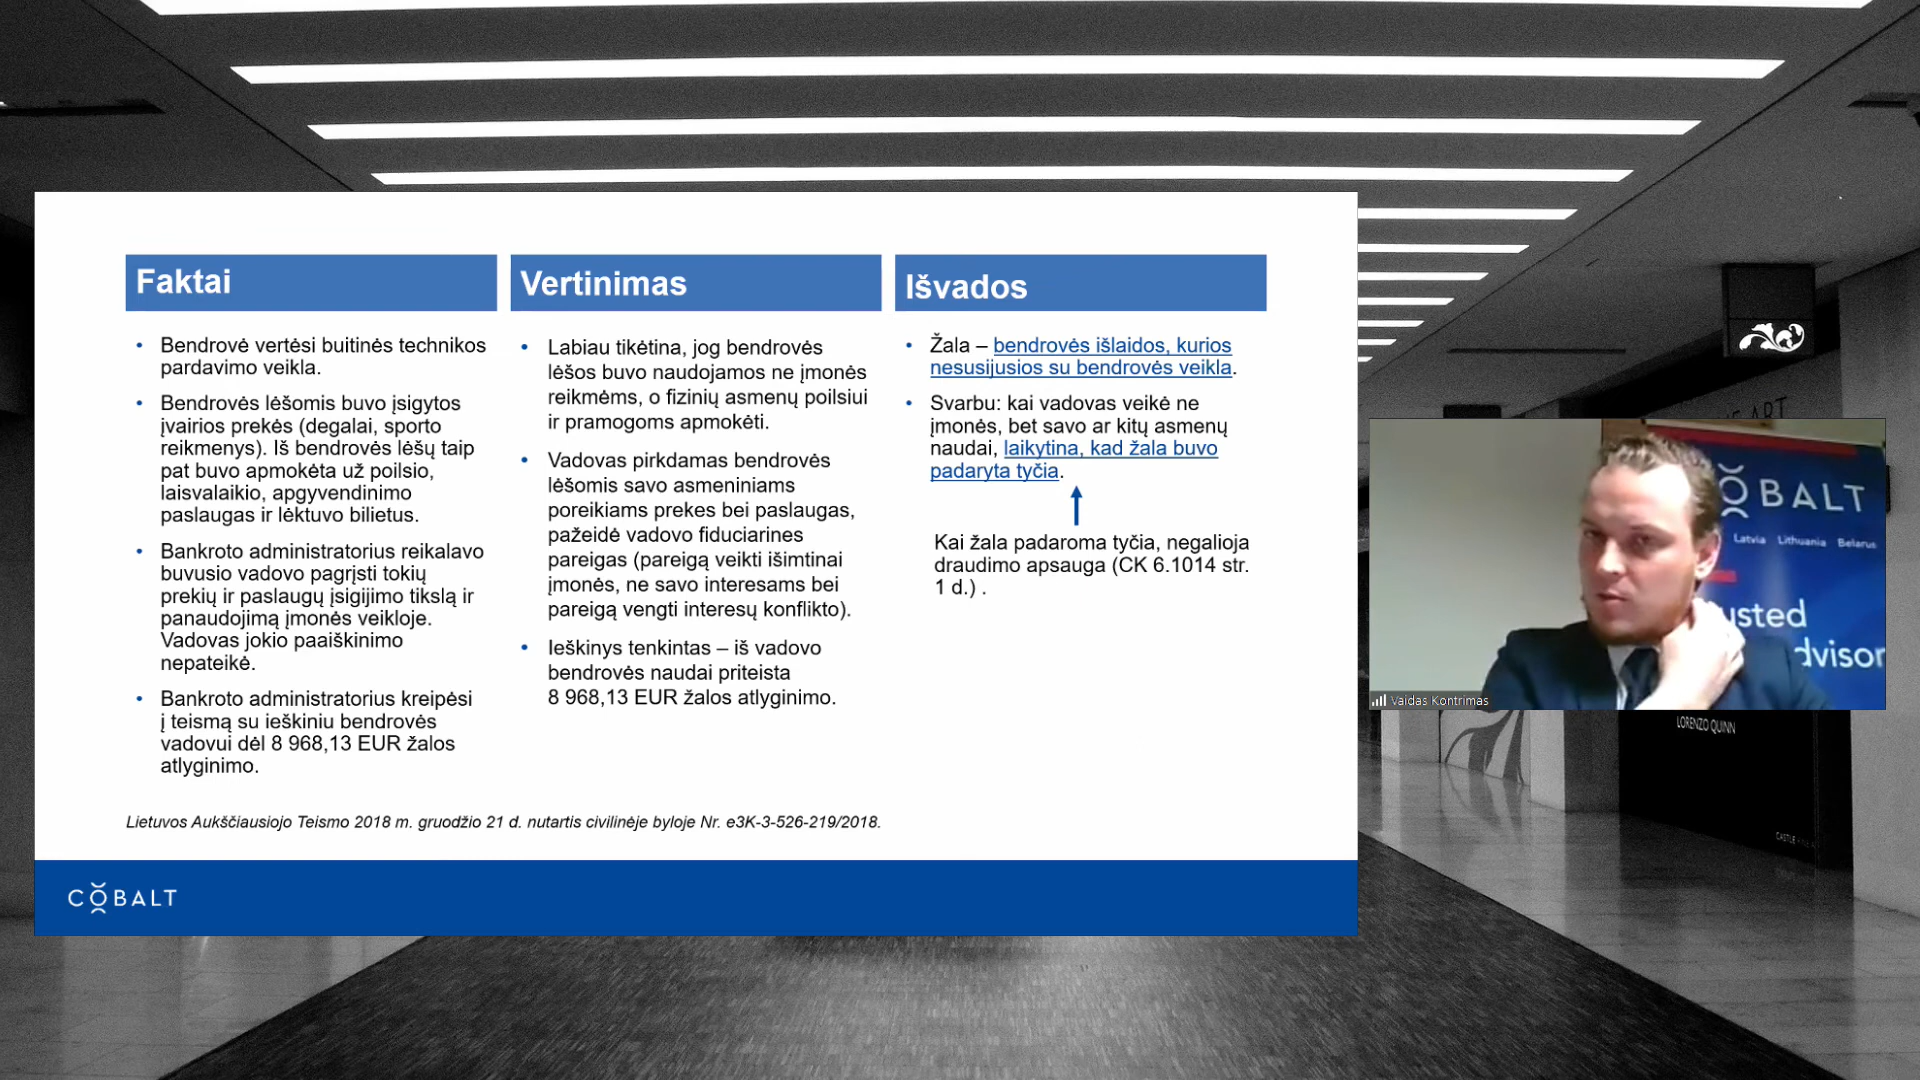 Faktai
Bendrovė vertėsi buitinės technikos
pardavimo veikla.
Bendrovės lėšomis buvo įsigytos
įvairios prekės (degalai, sporto
reikmenys). Iš bendrovės lėšų taip
pat buvo apmokėta už poilsio,
laisvalaikio, apgyvendinimo
paslaugas ir lėktuvo bilietus.
Bankroto administratorius reikalavo
buvusio vadovo pagrįsti tokių
prekių ir paslaugų įsigijimo tikslą ir
panaudojimą įmonės veikloje.
Vadovas jokio paaiškinimo
nepateikė.
Bankroto administratorius kreipėsi
į teismą su ieškiniu bendrovės
vadovui dėl 8 968,13 EUR žalos
atlyginimo.
Vertinimas
Labiau tikėtina, jog bendrovės
lėšos buvo naudojamos ne įmonės
reikmėms, o fizinių asmenų poilsiui
ir pramogoms apmokėti.
Vadovas pirkdamas bendrovės
lėšomis savo asmeniniams
poreikiams prekes bei paslaugas,
pažeidė vadovo fiduciarines
pareigas (pareigą veikti išimtinai
įmonės, ne savo interesams bei
pareigą vengti interesų konflikto).
Ieškinys tenkintas – iš vadovo
bendrovės naudai priteista
8 968,13 EUR žalos atlyginimo.
Išvados
Žala – bendrovės išlaidos, kurios
nesusijusios su bendrovės veikla.
Svarbu: kai vadovas veikė ne
įmonės, bet savo ar kitų asmenų
naudai, laikytina, kad žala buvo
padaryta tyčia.
Kai žala padaroma tyčia, negalioja
draudimo apsauga (CK 6.1014 str.
1 d.) .
Lietuvos Aukščiausiojo Teismo 2018 m. gruodžio 21 d. nutartis civilinėje byloje Nr. e3K-3-526-219/2018.
COBALT
ART
OBALT
Latvia Lithuania Belarus
usted
dvisor
Vaidas Kontrimas
LORENZO QUINN